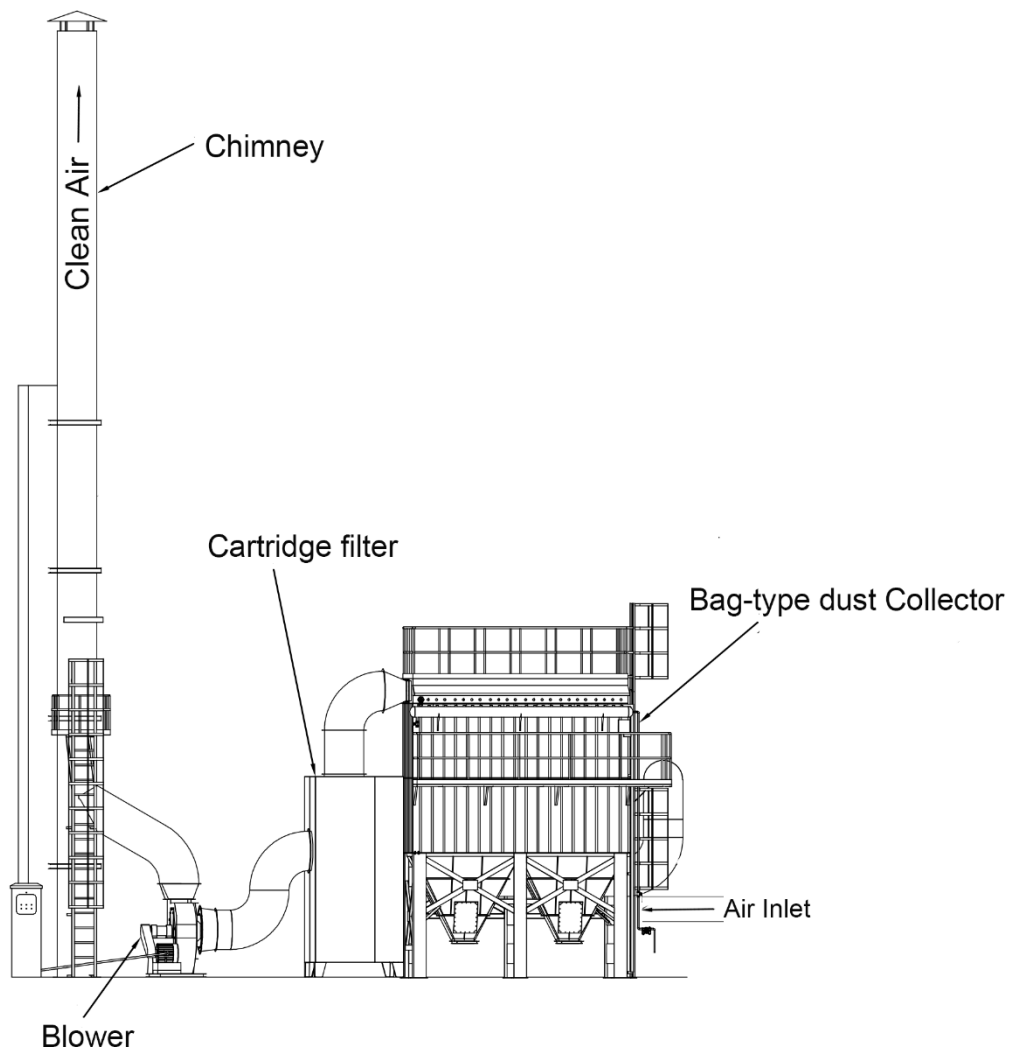 Chimney
Clean Air
Cartridge filter
Bag-type dust Collector
Air Inlet
Blower